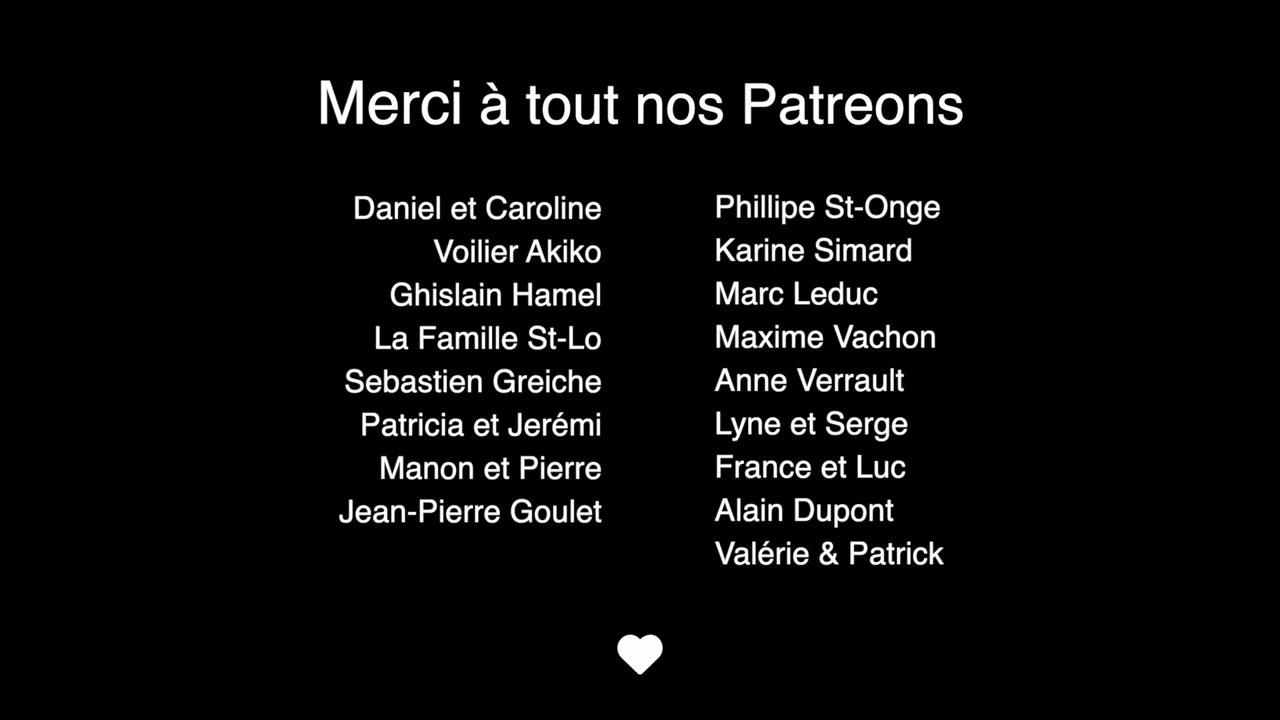 Merci à tout nos Patreons
Daniel et Caroline
Voilier Akiko
Ghislain Hamel
La Famille St-Lo
Sebastien Greiche
Patricia et Jerémi
Manon et Pierre
Jean-Pierre Goulet
Phillipe St-Onge
Karine Simard
Marc Leduc
Maxime Vachon
Anne Verrault
Lyne et Serge
France et Luc
Alain Dupont
Valérie & Patrick